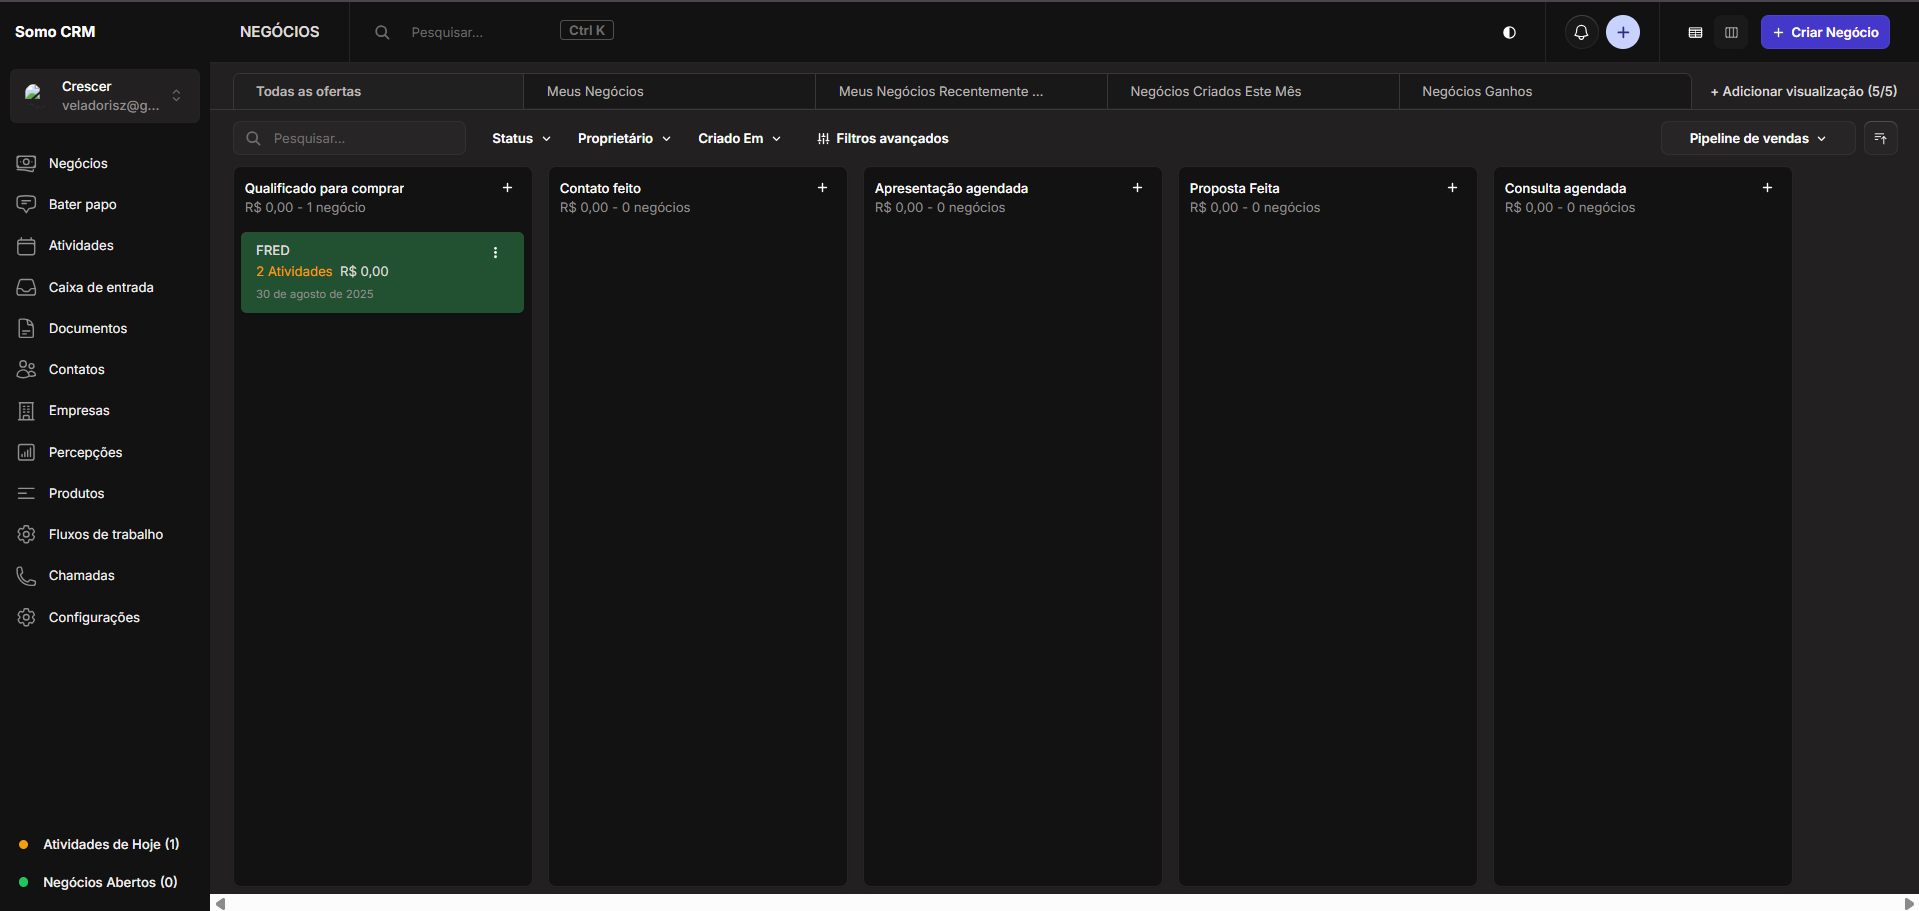 Somo CRM
NEGÓCIOS
Pesquisar...
Ctrl K
+ Criar Negócio
Crescer
veladorisz@g...
Negócios
Bater papo
Atividades
Caixa de entrada
Documentos
Contatos
Empresas
Percepções
Produtos
Fluxos de trabalho
Chamadas
Configurações
Atividades de Hoje (1)
Negócios Abertos (0)
Todas as ofertas
Meus Negócios
Meus Negócios Recentemente ...
Negócios Criados Este Mês
Negócios Ganhos
+ Adicionar visualização (5/5)
Pesquisar...
Status
Proprietário
Criado Em
Filtros avançados
Pipeline de vendas
Qualificado para comprar
R$ 0,00 - 1 negócio
FRED
2 Atividades R$ 0,00
30 de agosto de 2025
Contato feito
R$ 0,00 - 0 negócios
Apresentação agendada
R$ 0,00 - 0 negócios
Proposta Feita
R$ 0,00 - 0 negócios
Consulta agendada
R$ 0,00 - 0 negócios